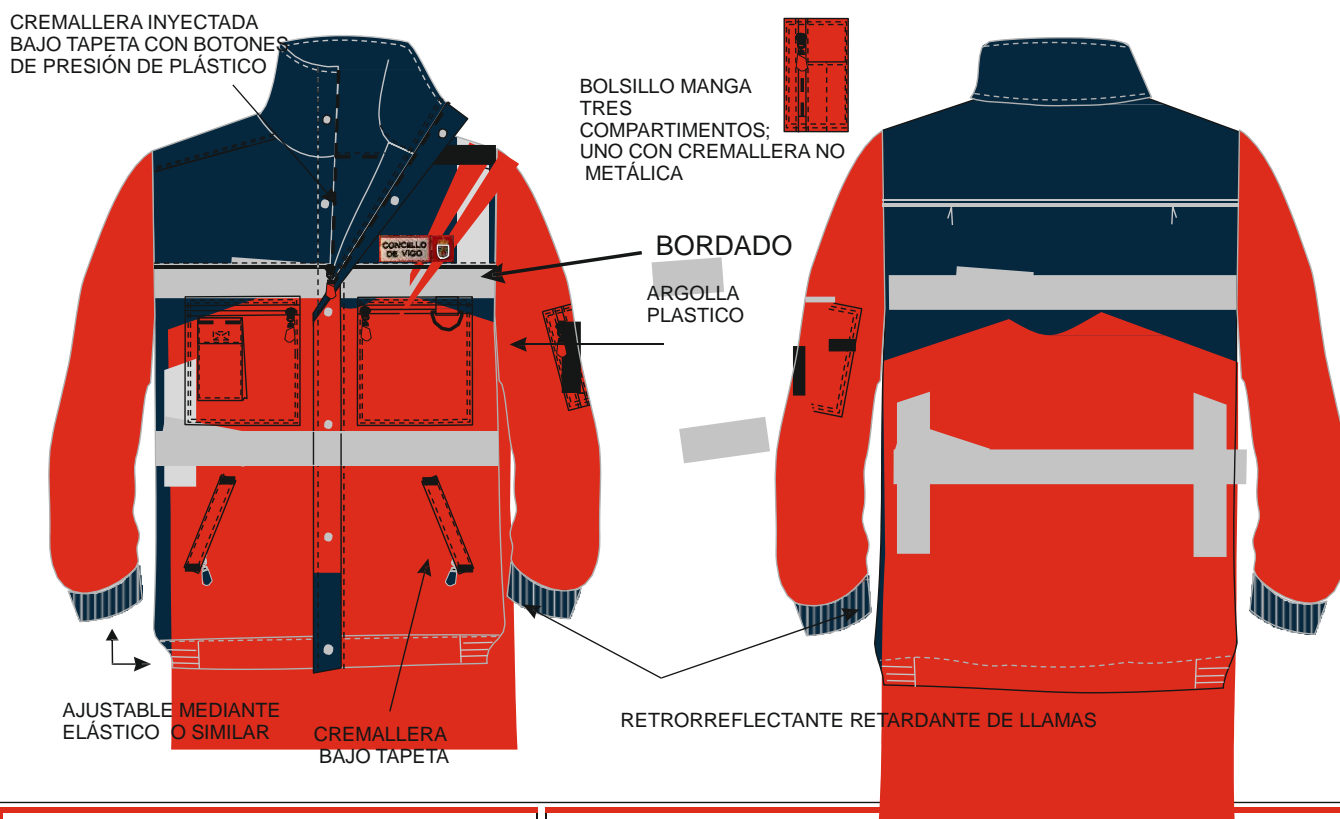 CREMALLERA INYECTADA
BAJO TAPETA CON BOTONES
DE PRESIÓN DE PLÁSTICO
BOLSILLO MANGA
TRES
COMPARTIMENTOS;
UNO CON CREMALLERA NO
METÁLICA
CONCELLO
DE VIGO
BORDADO
ARGOLLA
PLASTICO
AJUSTABLE MEDIANTE
ELÁSTICO O SIMILAR
CREMALLERA
BAJO TAPETA
RETRORREFLECTANTE RETARDANTE DE LLAMAS